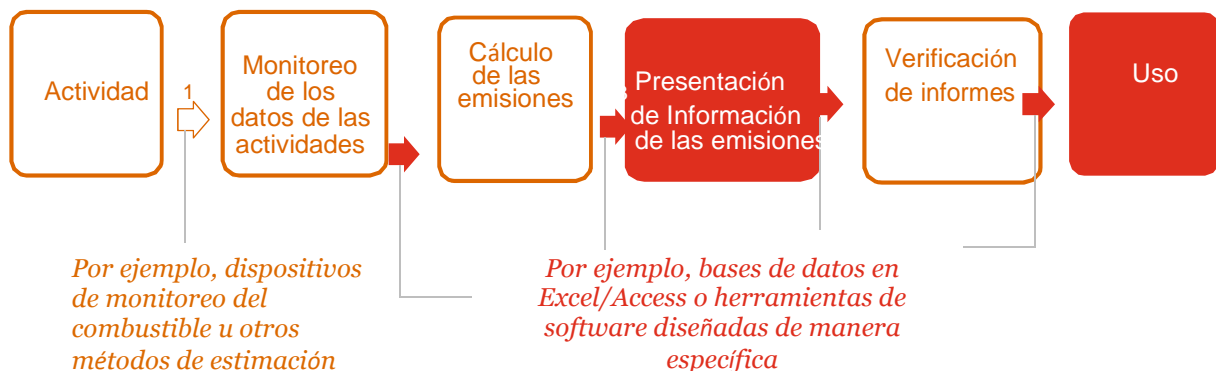 Actividad
1
Monitoreo
de los
datos de las
actividades
Cálculo
de las
emisiones
Presentación
de Información
de las emisiones
Verificación
de informes
Uso
Por ejemplo, dispositivos
de monitoreo del
combustible u otros
métodos de estimación
Por ejemplo, bases de datos en
Excel/Access o herramientas de
software diseñadas de manera
específica